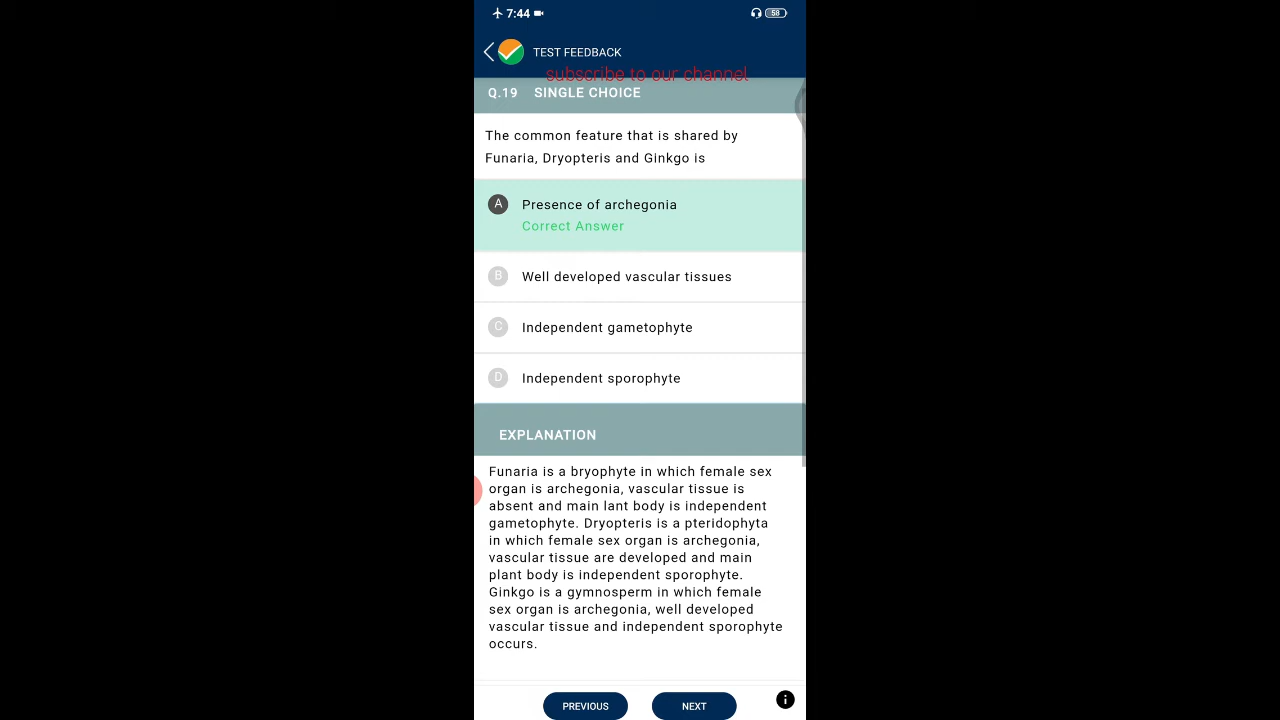 7:44
58
TEST FEEDBACK
subscribe to our channel
Q.19 SINGLE CHOICE
The common feature that is shared by
Funaria, Dryopteris and Ginkgo is
A Presence of archegonia
Correct Answer
B Well developed vascular tissues
C Independent gametophyte
D Independent sporophyte
EXPLANATION
Funaria is a bryophyte in which female sex
organ is archegonia, vascular tissue is
absent and main lant body is independent
gametophyte. Dryopteris is a pteridophyta
in which female sex organ is archegonia,
vascular tissue are developed and main
plant body is independent sporophyte.
Ginkgo is a gymnosperm in which female
sex organ is archegonia, well developed
vascular tissue and independent sporophyte
occurs.
PREVIOUS NEXT